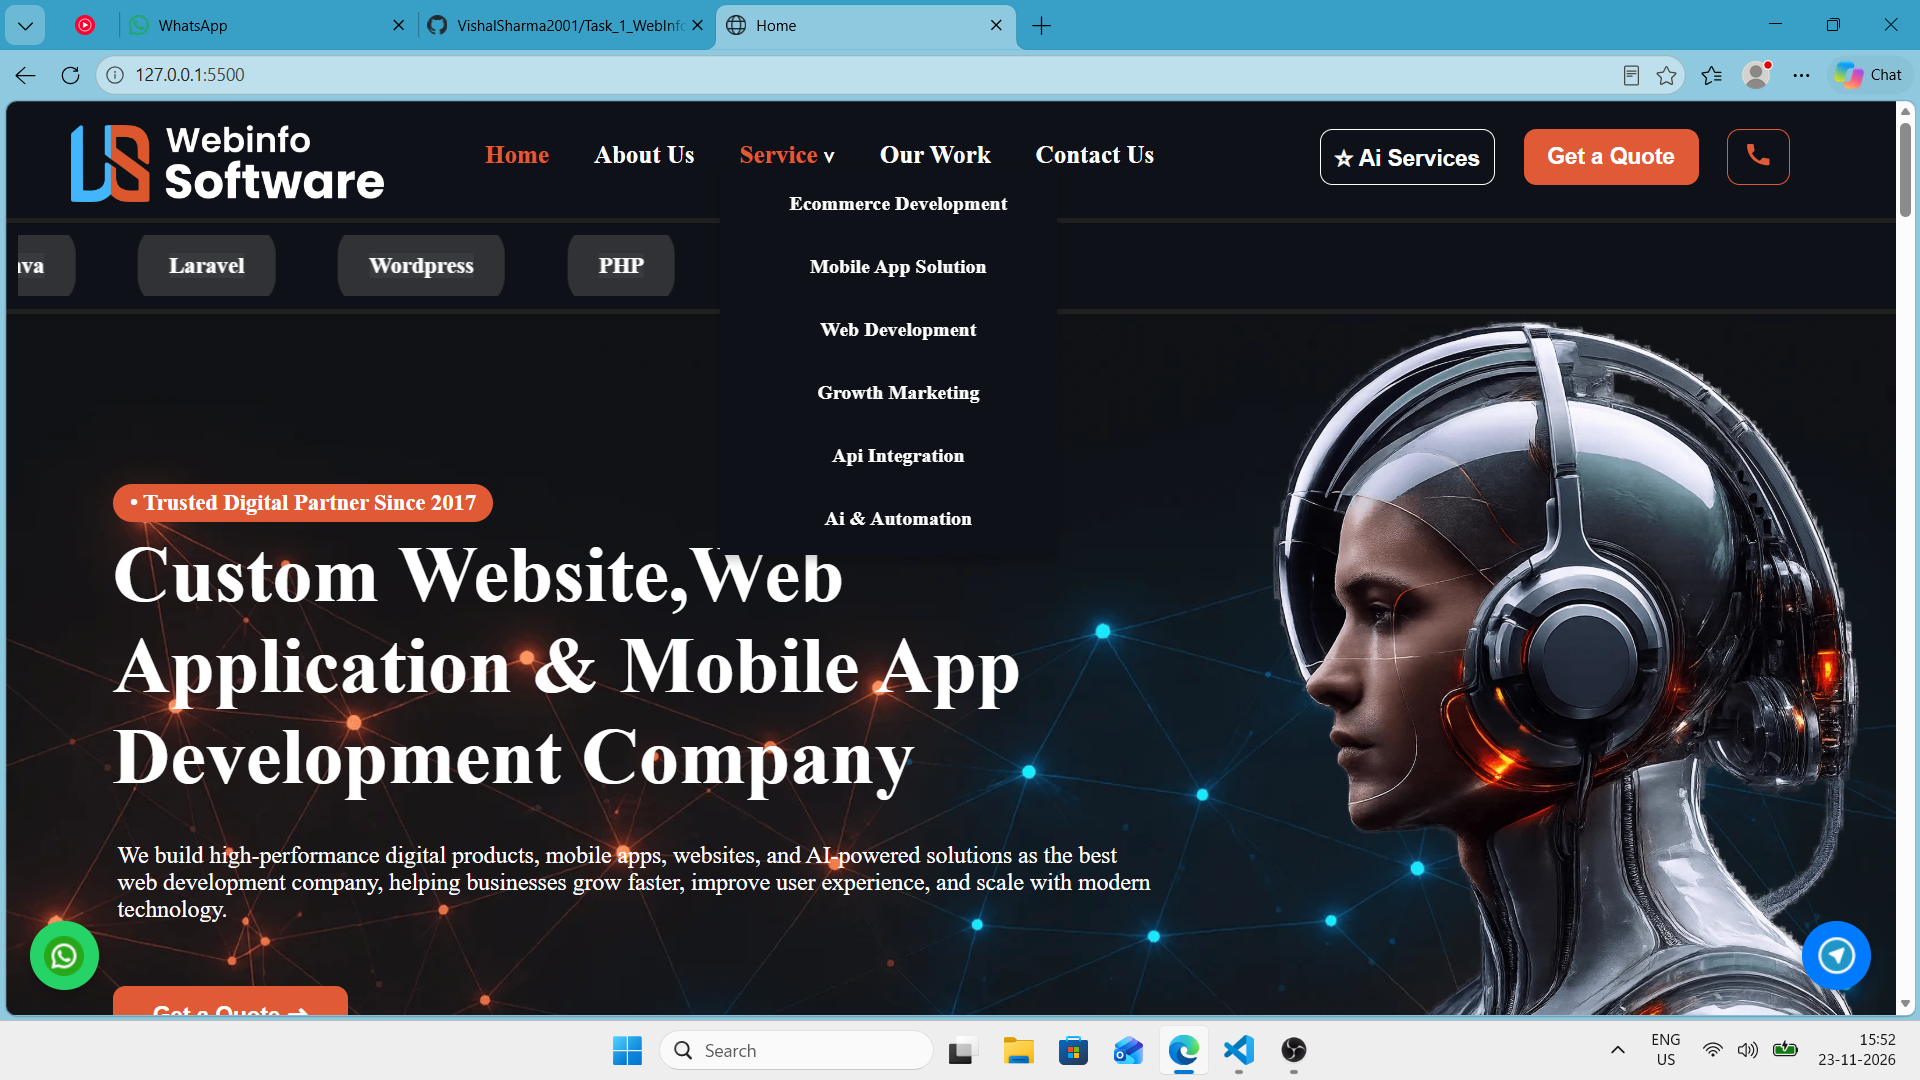 WhatsApp
VishalSharma2001/Task_1_WebInfo
Home
127.0.0.1:5500
Chat
Webinfo
Software
Home
About Us
Service v
Our Work
Contact Us
☆ Ai Services
Get a Quote
Ecommerce Development
Mobile App Solution
Web Development
Growth Marketing
Api Integration
Ai & Automation
ava
Laravel
Wordpress
PHP
• Trusted Digital Partner Since 2017
Custom Website,Web
Application & Mobile App
Development Company
We build high-performance digital products, mobile apps, websites, and AI-powered solutions as the best
web development company, helping businesses grow faster, improve user experience, and scale with modern
technology.
Get a Quote ➔
Search
ENG
US
15:52
23-11-2026